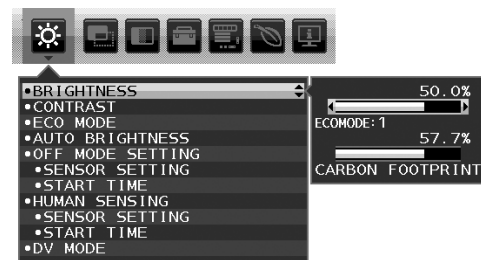 •BRIGHTNESS
•CONTRAST
•ECO MODE
•AUTO BRIGHTNESS
•OFF MODE SETTING
•SENSOR SETTING
•START TIME
•HUMAN SENSING
•SENSOR SETTING
•START TIME
•DV MODE
50.0%
ECOMODE:1
57.7%
CARBON FOOTPRINT